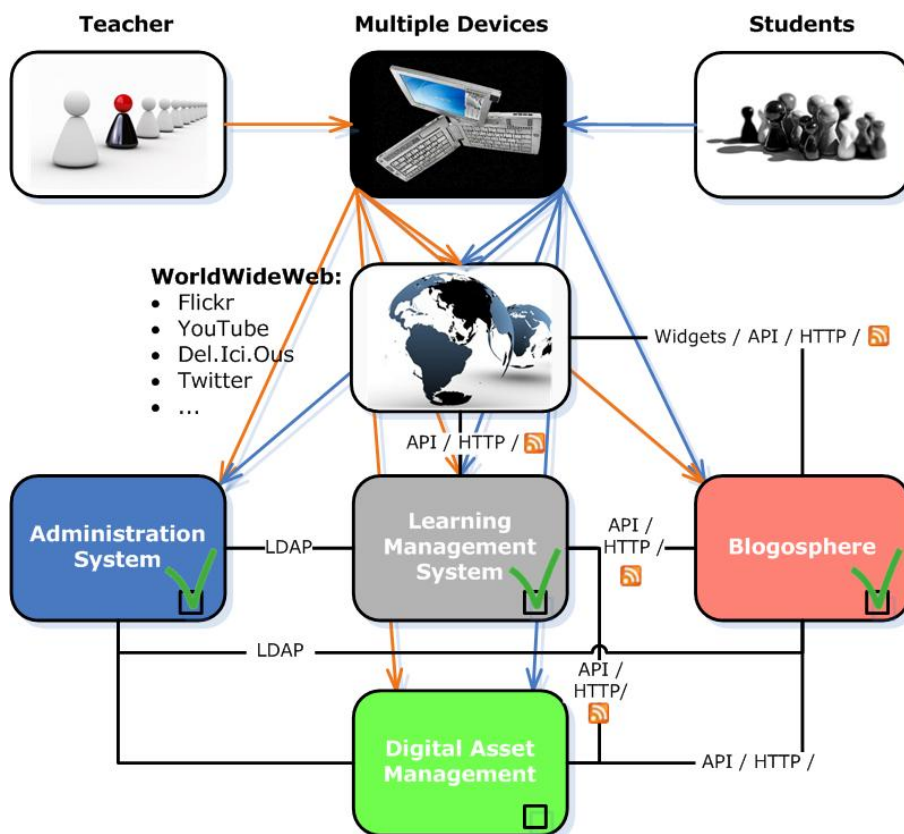 Teacher
Multiple Devices
Students
WorldWideWeb:
• Flickr
• YouTube
• Del.Ici.Ous
• Twitter
• ...
Widgets / API / HTTP /
API / HTTP /
Administration
System
LDAP
Learning
Management
System
API /
HTTP /
Blogosphere
LDAP
API /
HTTP/
Digital Asset
Management
API / HTTP /